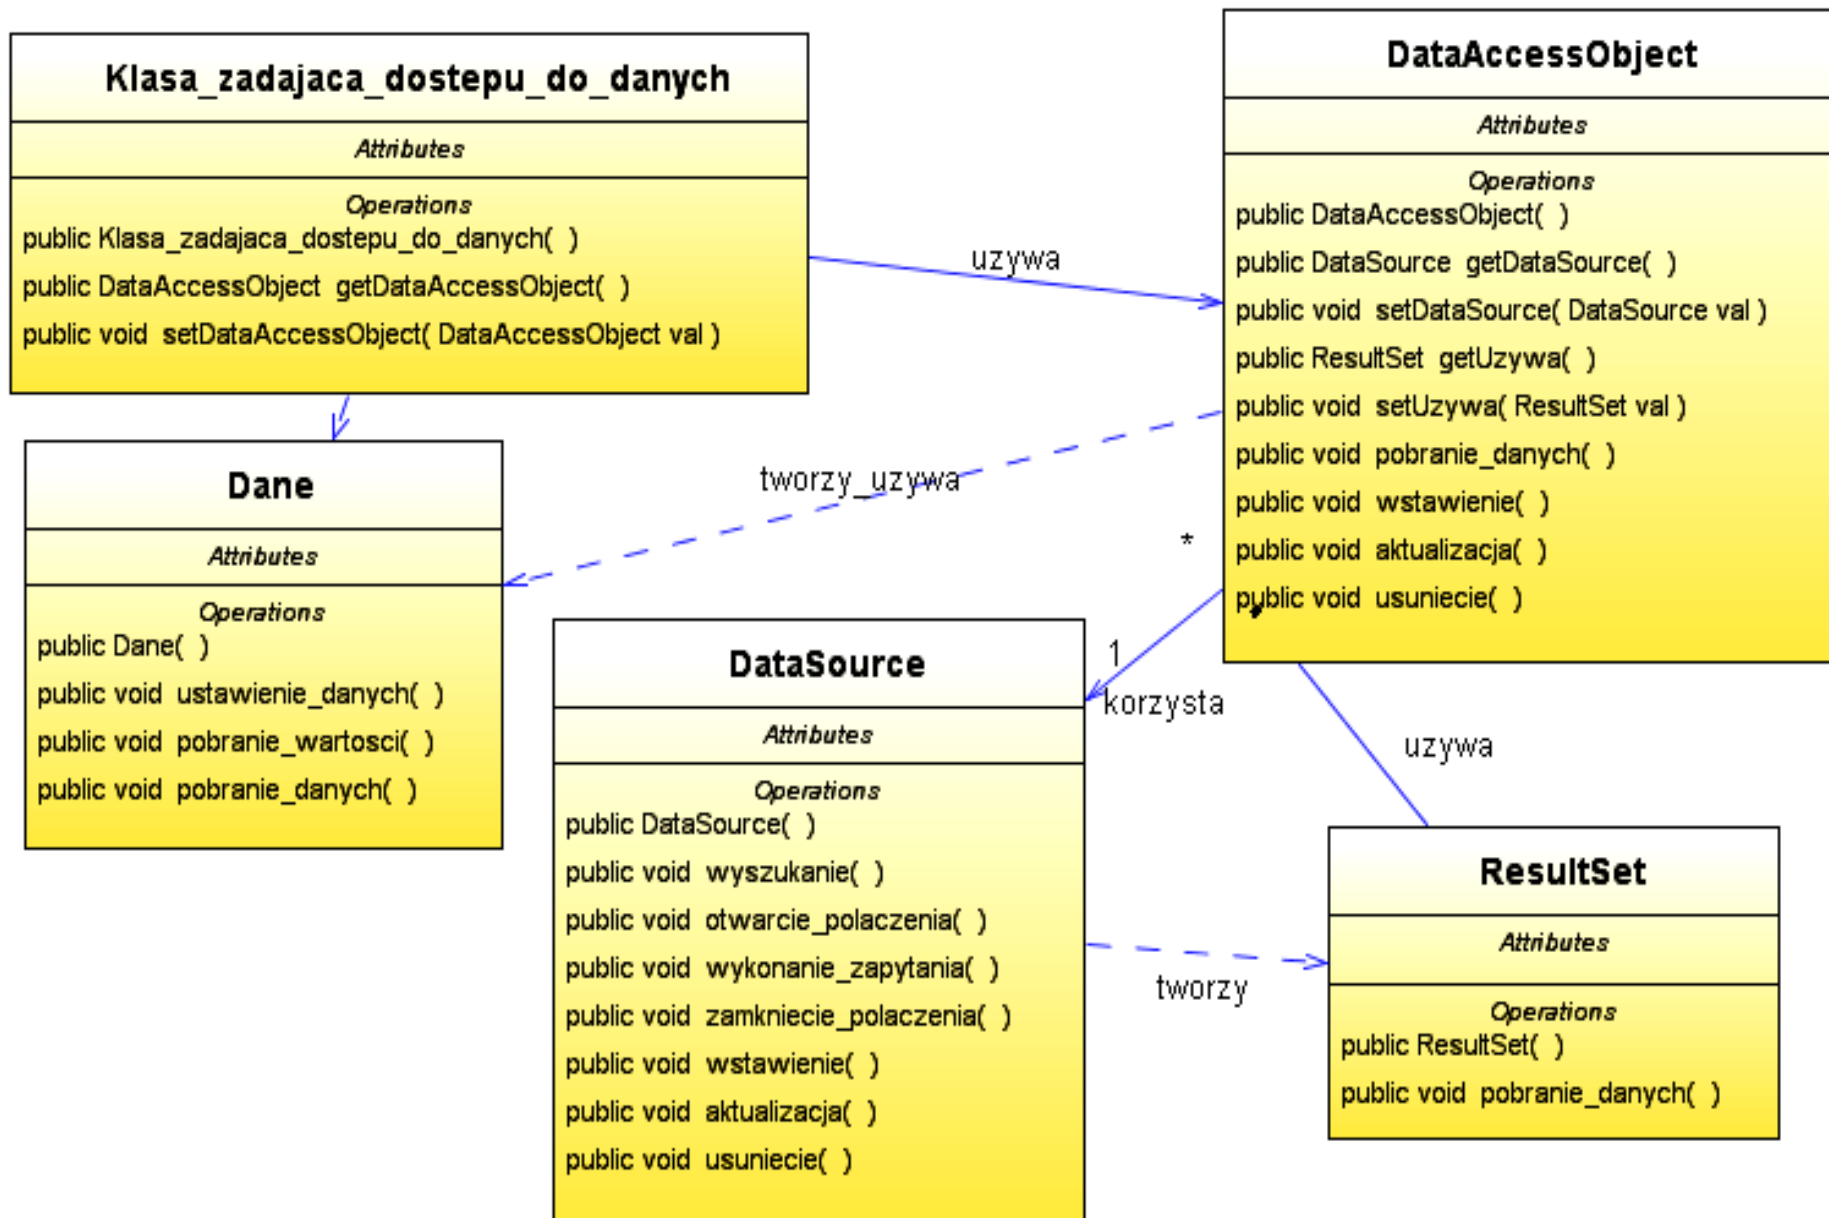 Klasa_zadajaca_dostepu_do_danych
Attributes
Operations
public Klasa_zadajaca_dostepu_do_danych( )
public DataAccessObject getDataAccessObject( )
public void setDataAccessObject( DataAccessObject val )
uzywa
DataAccessObject
Attributes
Operations
public DataAccessObject( )
public DataSource getDataSource( )
public void setDataSource( DataSource val )
public ResultSet getUzywa( )
public void setUzywa( ResultSet val )
public void pobranie_danych( )
public void wstawienie( )
public void aktualizacja( )
public void usuniecie( )
tworzy_uzywa
*
1
korzysta
uzywa
Dane
Attributes
Operations
public Dane( )
public void ustawienie_danych( )
public void pobranie_wartosci( )
public void pobranie_danych( )
DataSource
Attributes
Operations
public DataSource( )
public void wyszukanie( )
public void otwarcie_polaczenia( )
public void wykonanie_zapytania( )
public void zamkniecie_polaczenia( )
public void wstawienie( )
public void aktualizacja( )
public void usuniecie( )
tworzy
ResultSet
Attributes
Operations
public ResultSet( )
public void pobranie_danych( )